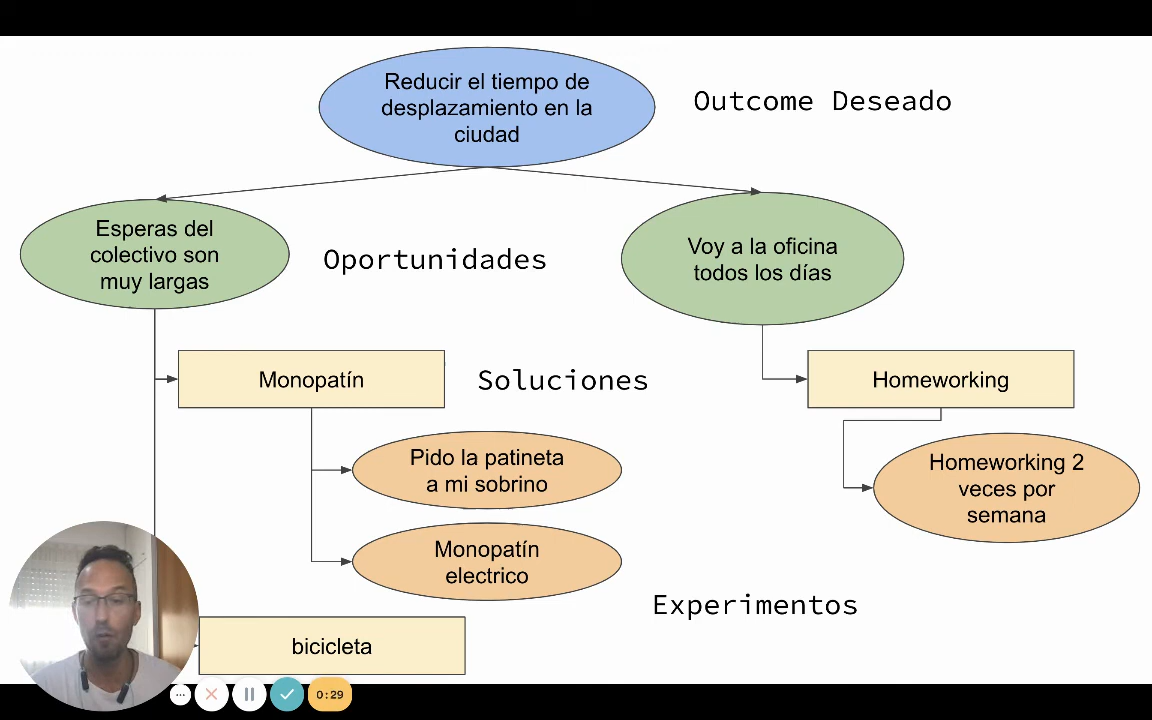 Reducir el tiempo de
desplazamiento en la
ciudad
Outcome Deseado
Esperas del
colectivo son
muy largas
Oportunidades
Voy a la oficina
todos los días
Monopatín
Soluciones
Homeworking
Pido la patineta
a mi sobrino
Homeworking 2
veces por
semana
Monopatín
electrico
Experimentos
bicicleta
0:29